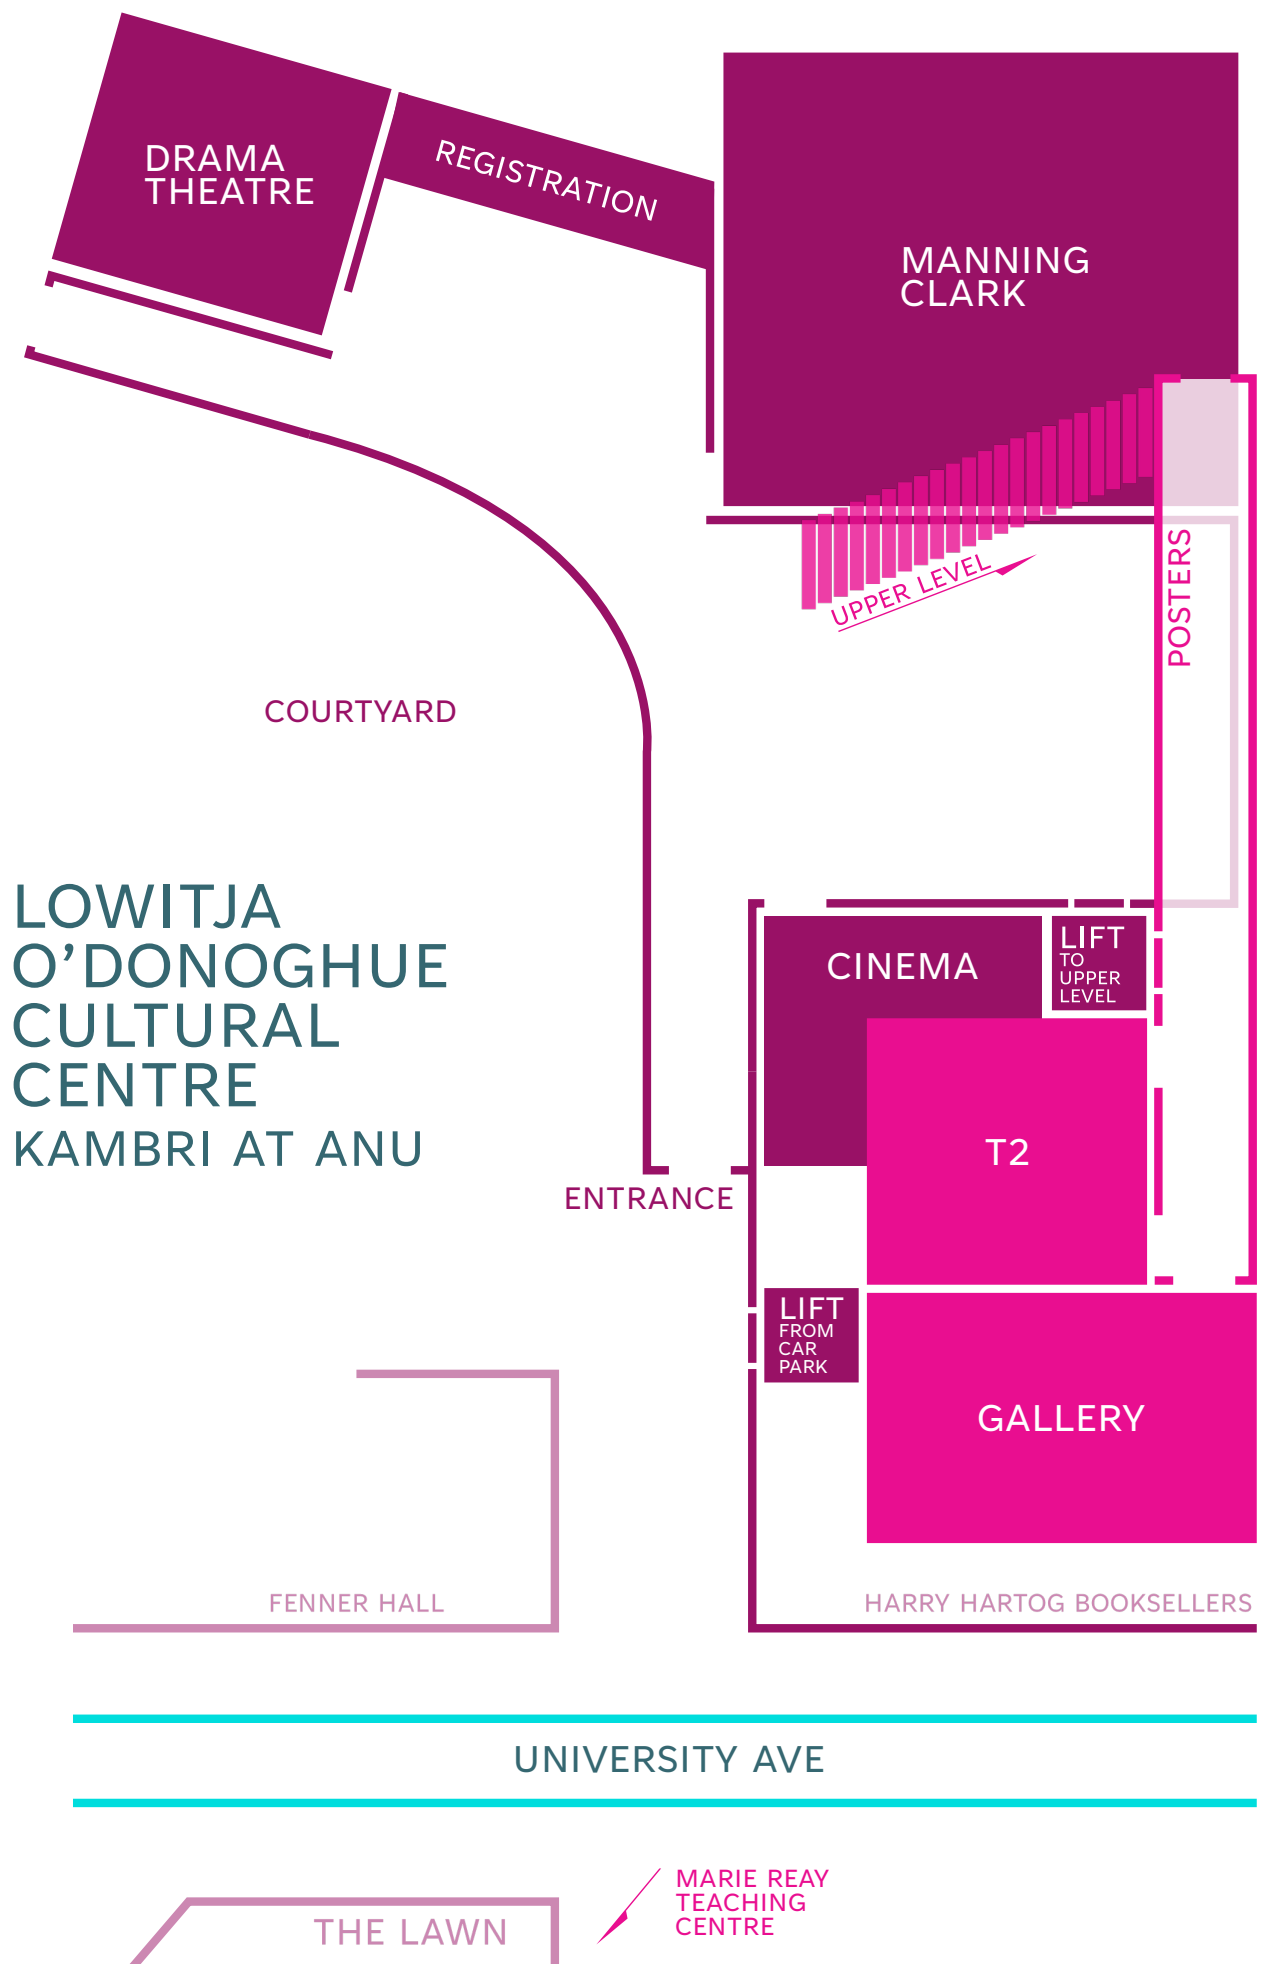 DRAMA
THEATRE
REGISTRATION
MANNING
CLARK
UPPER LEVEL
POSTERS
COURTYARD
LOWITJA
O’DONOGHUE
CULTURAL
CENTRE
KAMBRI AT ANU
CINEMA
LIFT
TO
UPPER
LEVEL
T2
ENTRANCE
LIFT
FROM
CAR
PARK
GALLERY
FENNER HALL
HARRY HARTOG BOOKSELLERS
UNIVERSITY AVE
MARIE REAY
TEACHING
CENTRE
THE LAWN